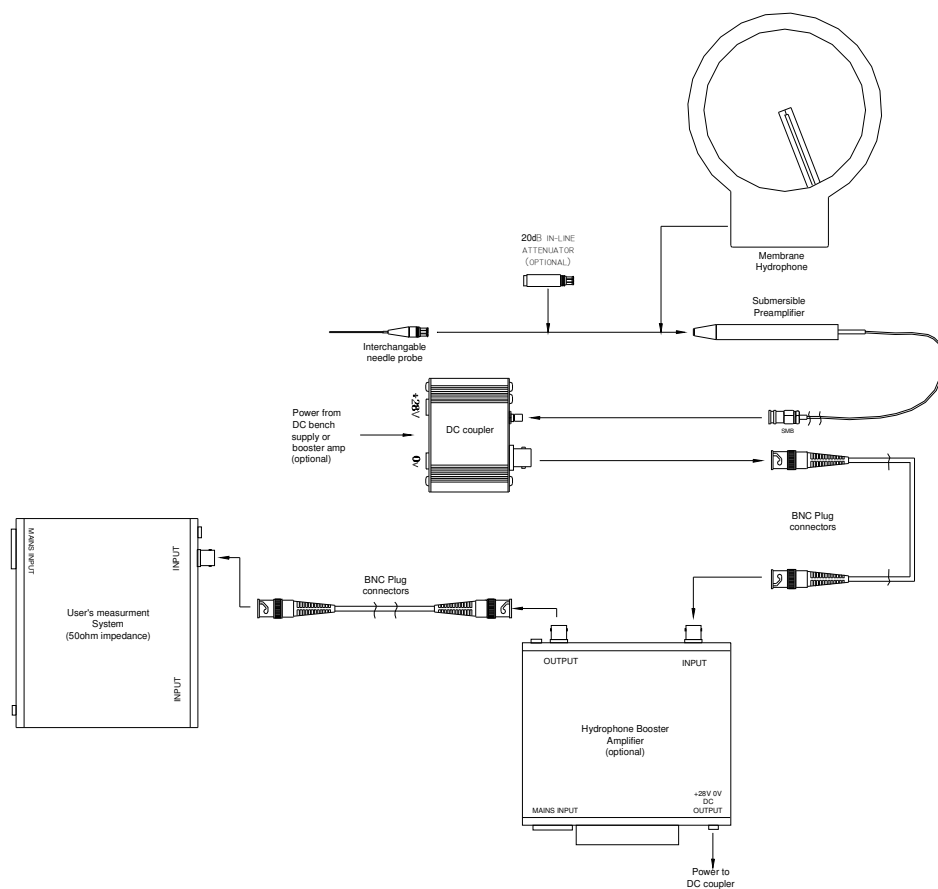 20dB IN-LINE
ATTENUATOR
(OPTIONAL)
Membrane
Hydrophone
Submersible
Preamplifier
Interchangable
needle probe
Power from
DC bench
supply or
booster amp
(optional)
+28V
0v
DC coupler
SMB
BNC Plug
connectors
MAINS INPUT
INPUT
User's measurment
System
(50ohm impedance)
INPUT
BNC Plug
connectors
OUTPUT
INPUT
Hydrophone Booster
Amplifier
(optional)
MAINS INPUT
+28V 0V
DC
OUTPUT
Power to
DC coupler